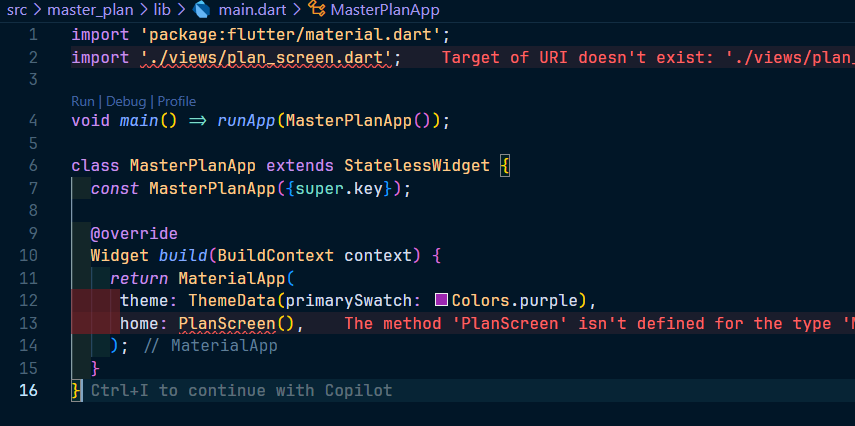 src > master_plan > lib > main.dart > MasterPlanApp
1 import 'package:flutter/material.dart';
2 import './views/plan_screen.dart'; Target of URI doesn't exist: './views/plan_
3
Run | Debug | Profile
4 void main() => runApp(MasterPlanApp());
5
6 class MasterPlanApp extends StatelessWidget {
7 const MasterPlanApp({super.key});
8
9 @override
10 Widget build(BuildContext context) {
11 return MaterialApp(
12 theme: ThemeData(primarySwatch: Colors.purple),
13 home: PlanScreen(), The method 'PlanScreen' isn't defined for the type 'M
14 ); // MaterialApp
15 }
16 } Ctrl+I to continue with Copilot